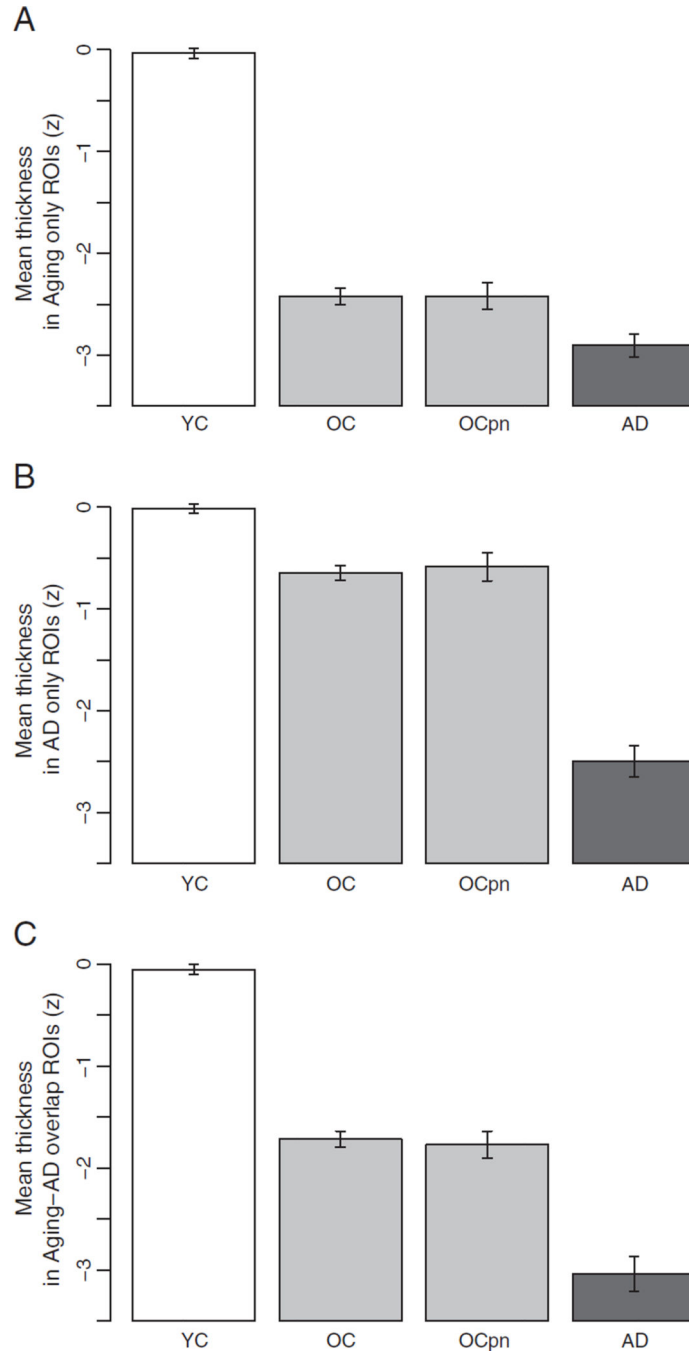 A
Mean thickness
in Aging only ROIs (z)
0
−1
−2
−3
YC OC OCpn AD
B
Mean thickness
in AD only ROIs (z)
0
−1
−2
−3
YC OC OCpn AD
C
Mean thickness
in Aging−AD overlap ROIs (z)
0
−1
−2
−3
YC OC OCpn AD